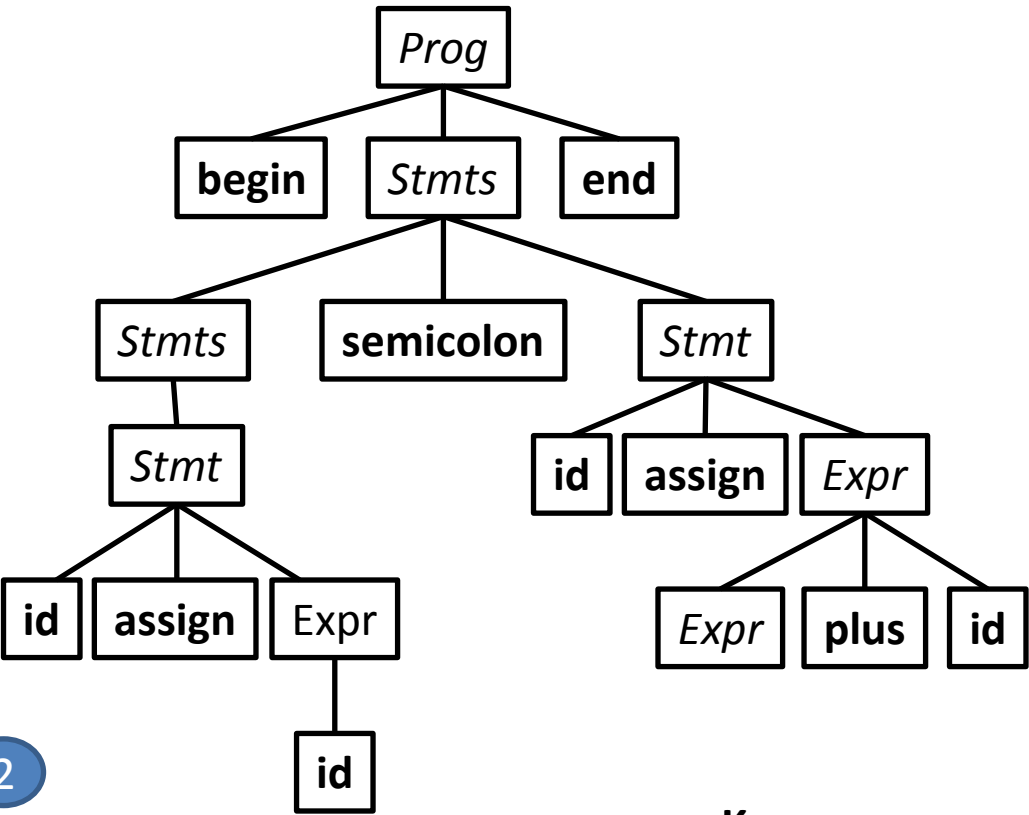 Prog
begin Stmts end
Stmts semicolon Stmt
Stmt
id assign Expr
id assign Expr
Expr plus id
id
2